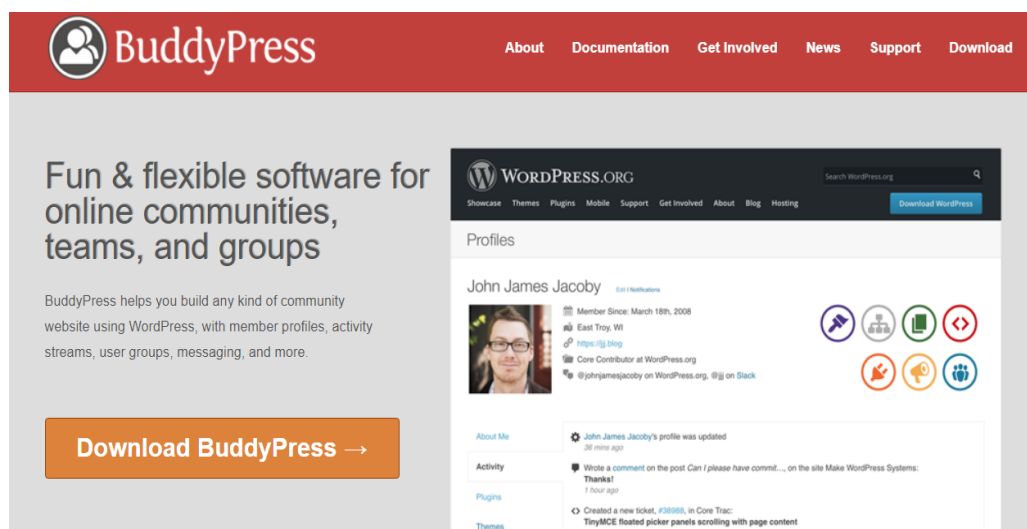 BuddyPress
About Documentation Get Involved News Support Download
Fun & flexible software for
online communities,
teams, and groups
BuddyPress helps you build any kind of community
website using WordPress, with member profiles, activity
streams, user groups, messaging, and more.
Download BuddyPress →
WORDPRESS.ORG
Search WordPress.org
Showcase Themes Plugins Mobile Support Get Involved About Blog Hosting
Download WordPress
Profiles
John James Jacoby Edit | Notifications
Member Since: March 18th, 2008
East Troy, WI
https://jjj.blog
Core Contributor at WordPress.org
@johnjamesjacoby on WordPress.org, @jjj on Slack
About Me
Activity
Plugins
Themes
John James Jacoby's profile was updated
36 mins ago
Wrote a comment on the post Can I please have commit…, on the site Make WordPress Systems:
Thanks!
1 hour ago
Created a new ticket, #38988, in Core Trac:
TinyMCE floated picker panels scrolling with page content